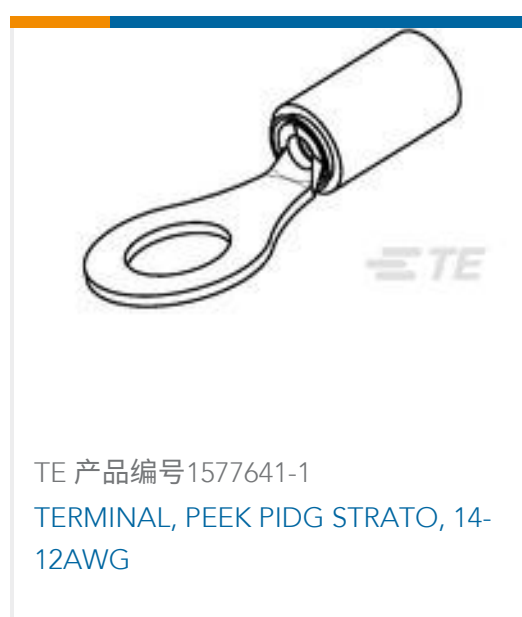 TE
TE 产品编号1577641-1
TERMINAL, PEEK PIDG STRATO, 14-
12AWG